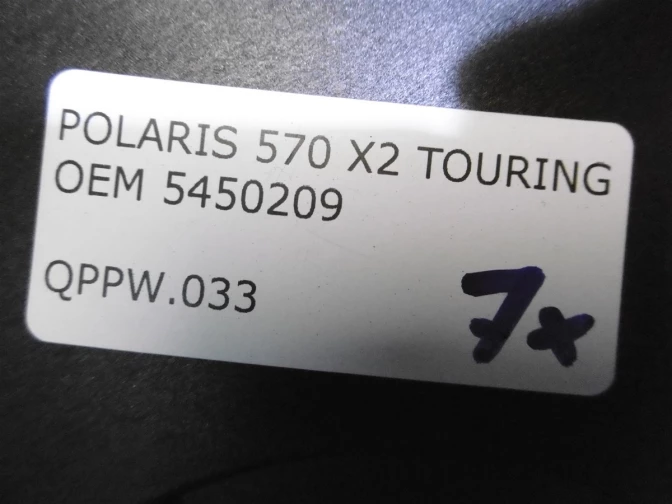 POLARIS 570 X2 TOURING
OEM 5450209
QPPW.033
7x